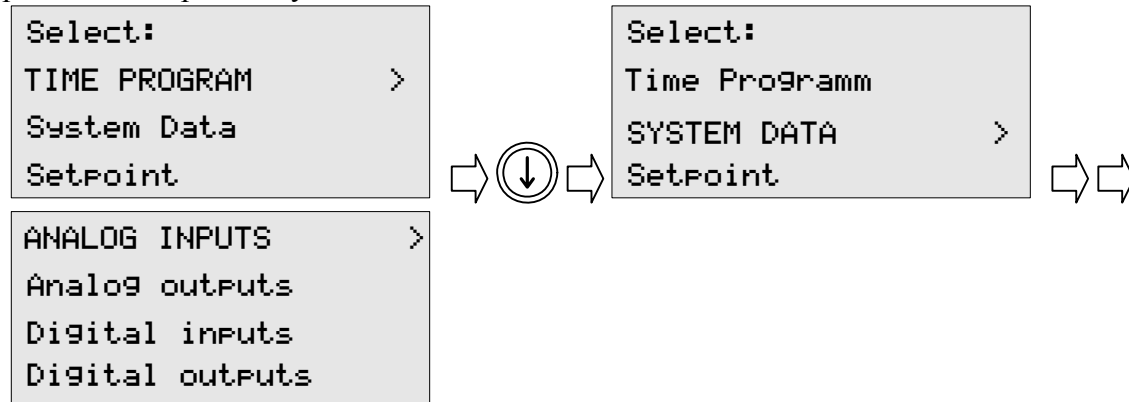 Select:
TIME PROGRAM >
System Data
Setpoint
Select:
Time Programm
SYSTEM DATA >
Setpoint
ANALOG INPUTS >
Analog outputs
Digital inputs
Digital outputs